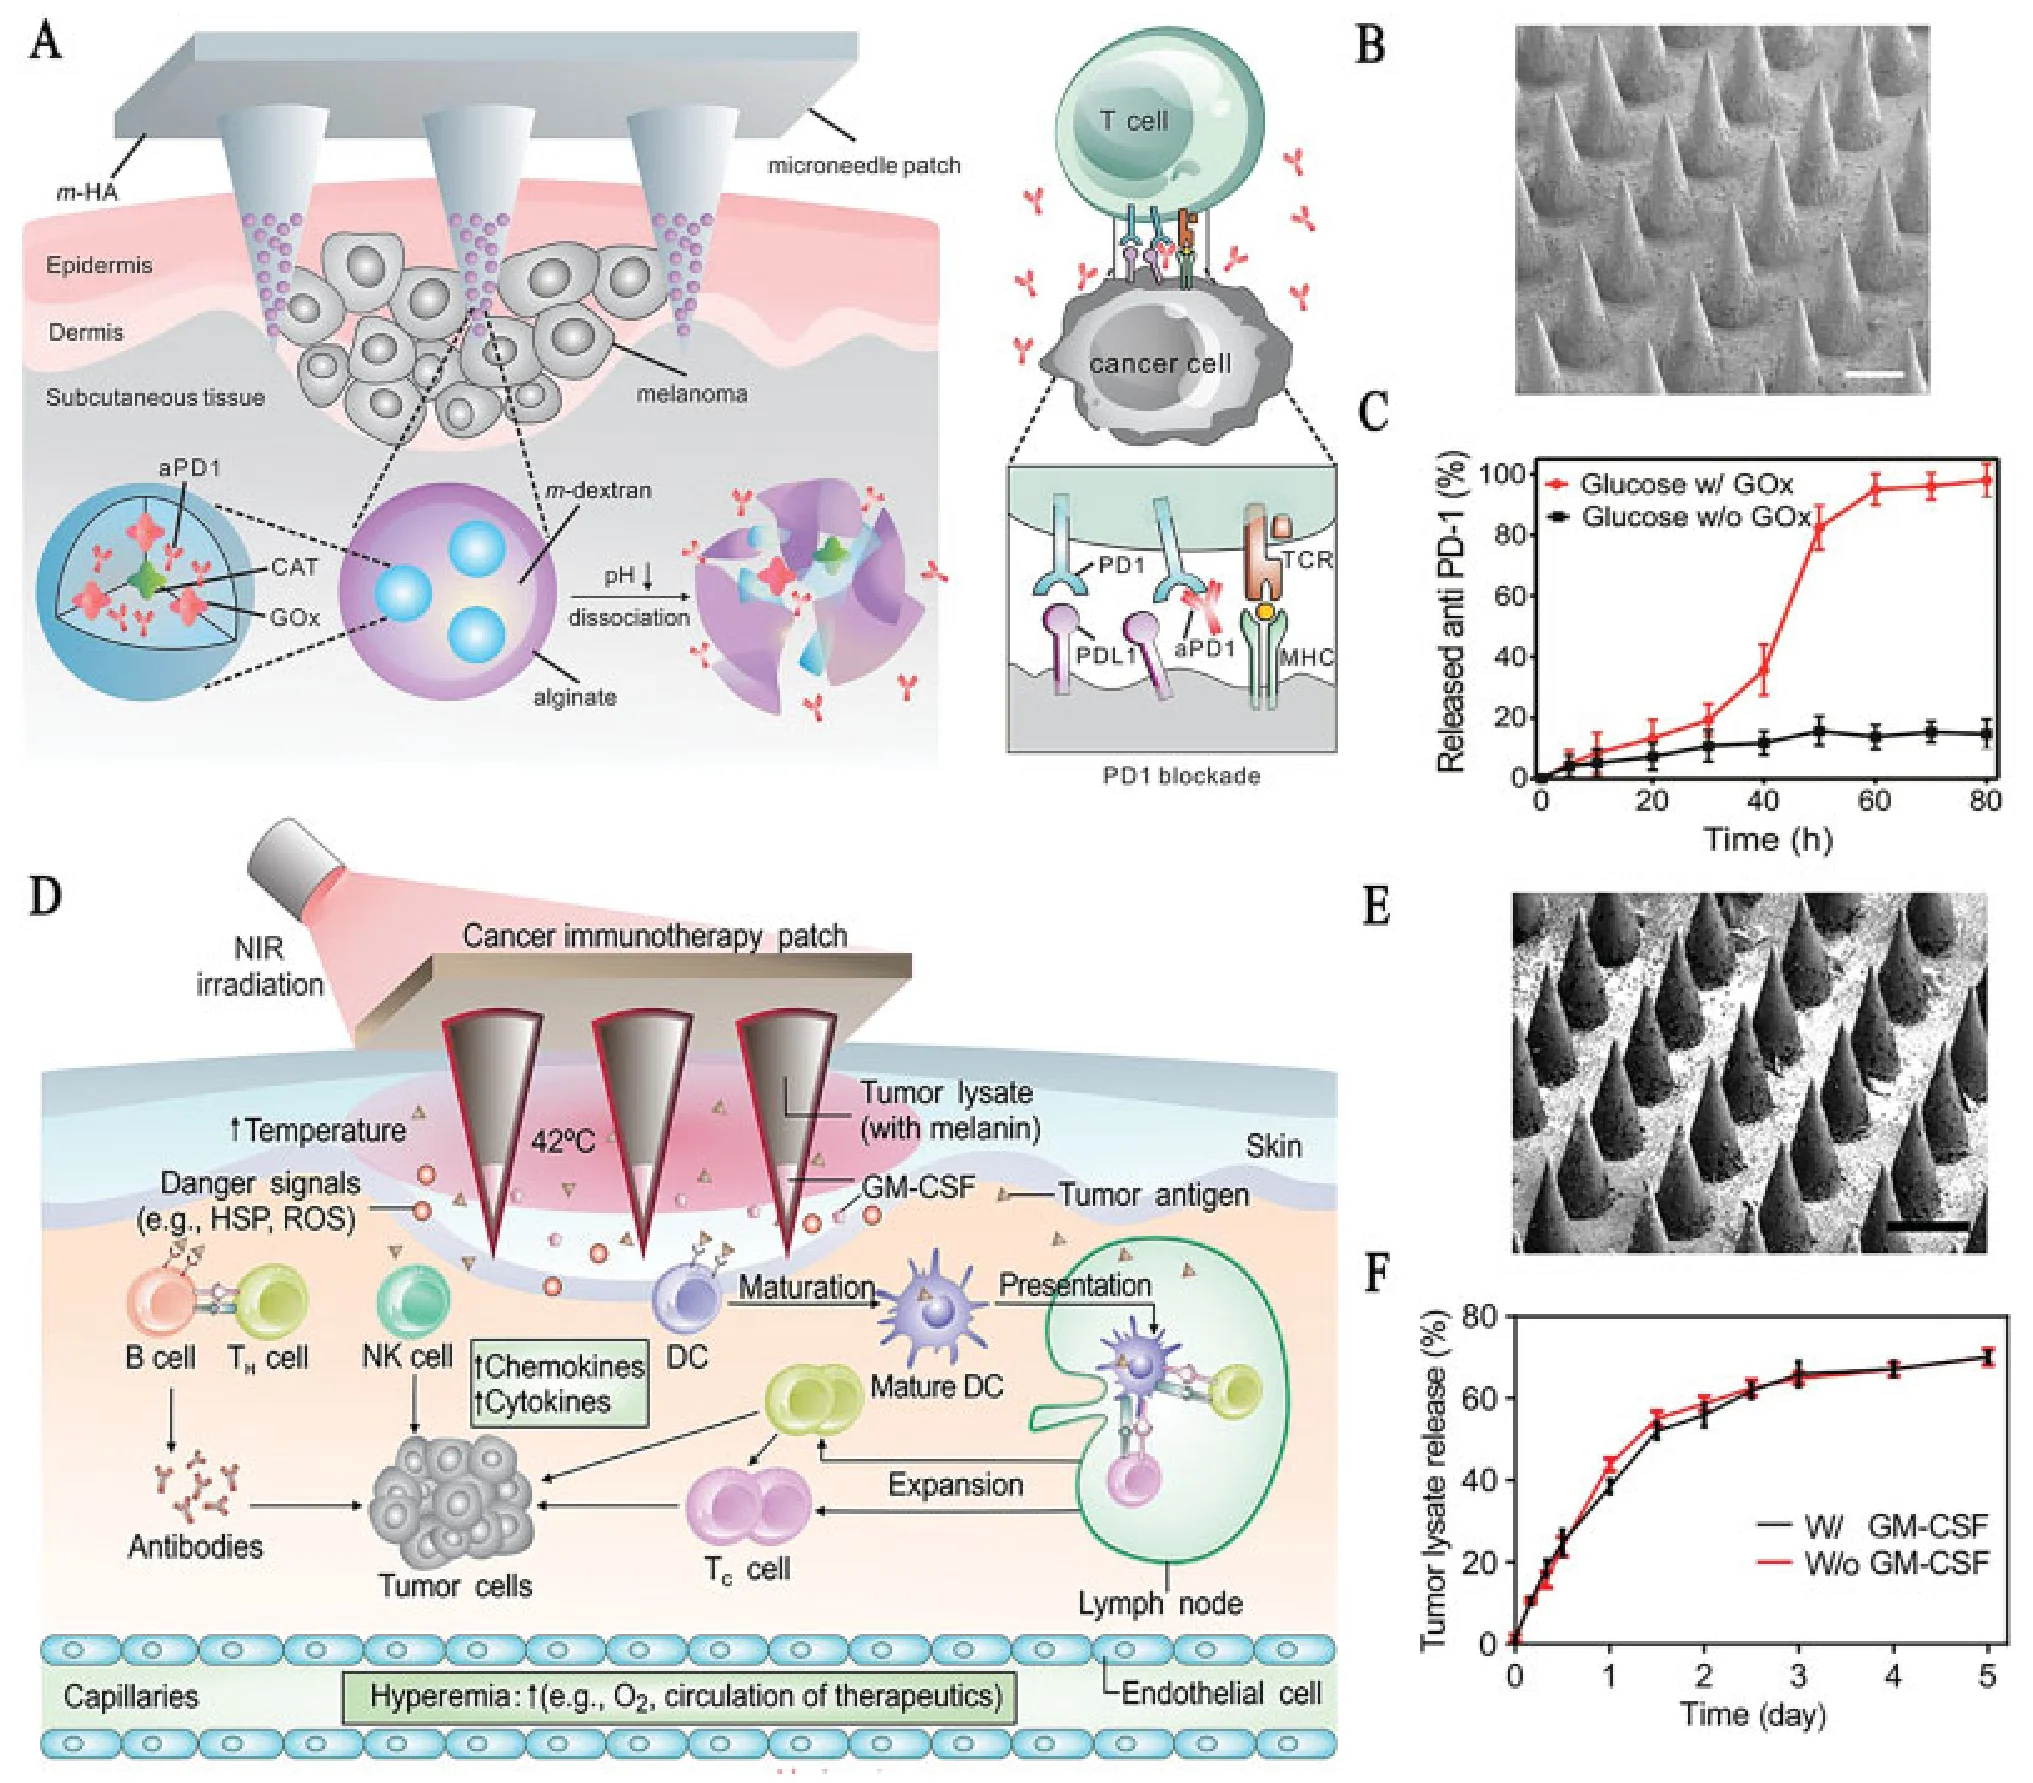 A
m-HA
microneedle patch
Epidermis
Dermis
Subcutaneous tissue
melanoma
aPD1
CAT
GOx
m-dextran
alginate
pH↓
dissociation
T cell
cancer cell
PD1
PDL1
aPD1
TCR
MHC
PD1 blockade
B
C
Released anti PD-1 (%)
100
80
60
40
20
0
Glucose w/ GOx
Glucose w/o GOx
0 20 40 60 80
Time (h)
D
NIR
irradiation
Cancer immunotherapy patch
↑Temperature
42ºC
Tumor lysate
(with melanin)
Skin
Danger signals
(e.g., HSP, ROS)
GM-CSF
Tumor antigen
Maturation
Presentation
B cell
TH cell
NK cell
↑Chemokines
↑Cytokines
DC
Mature DC
Expansion
Antibodies
Tumor cells
Tc cell
Lymph node
Capillaries
Hyperemia:↑(e.g., O2, circulation of therapeutics)
Endothelial cell
E
F
Tumor lysate release (%)
80
60
40
20
0
W/ GM-CSF
W/o GM-CSF
0 1 2 3 4 5
Time (day)